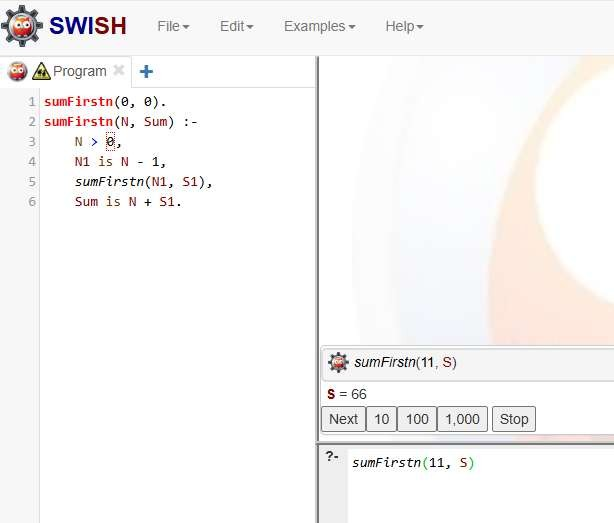 SWISH File Edit Examples Help
Program
1 sumFirstn(0, 0).
2 sumFirstn(N, Sum) :-
3     N > 0,
4     N1 is N - 1,
5     sumFirstn(N1, S1),
6     Sum is N + S1.
sumFirstn(11, S)
S = 66
Next 10 100 1,000 Stop
?- sumFirstn(11, S)